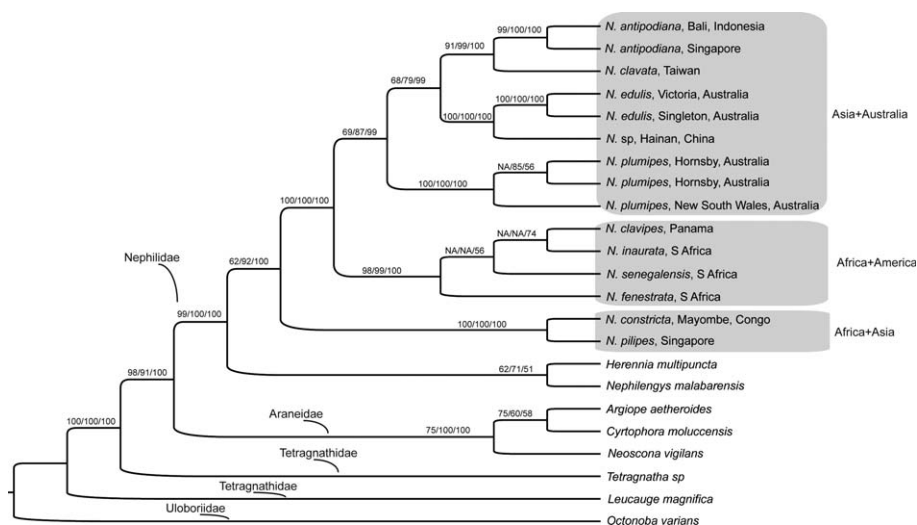 99/100/100
N. antipodiana, Bali, Indonesia
91/99/100
N. antipodiana, Singapore
N. clavata, Taiwan
68/79/99
100/100/100
N. edulis, Victoria, Australia
Asia+Australia
100/100/100
N. edulis, Singleton, Australia
69/87/99
N. sp, Hainan, China
NA/85/56
N. plumipes, Hornsby, Australia
100/100/100
N. plumipes, Hornsby, Australia
100/100/100
N. plumipes, New South Wales, Australia
NA/NA/74
N. clavipes, Panama
NA/NA/56
N. inaurata, S Africa
Nephilidae
62/92/100
Africa+America
98/99/100
N. senegalensis, S Africa
N. fenestrata, S Africa
99/100/100
N. constricta, Mayombe, Congo
100/100/100
Africa+Asia
N. pilipes, Singapore
Herennia multipuncta
98/91/100
62/71/51
Nephilengys malabarensis
Araneidae
75/60/58
Argiope aetheroides
100/100/100
75/100/100
Cyrtophora moluccensis
Neoscona vigilans
Tetragnathidae
Tetragnatha sp
Tetragnathidae
Leucauge magnifica
Uloboriidae
Octonoba varians